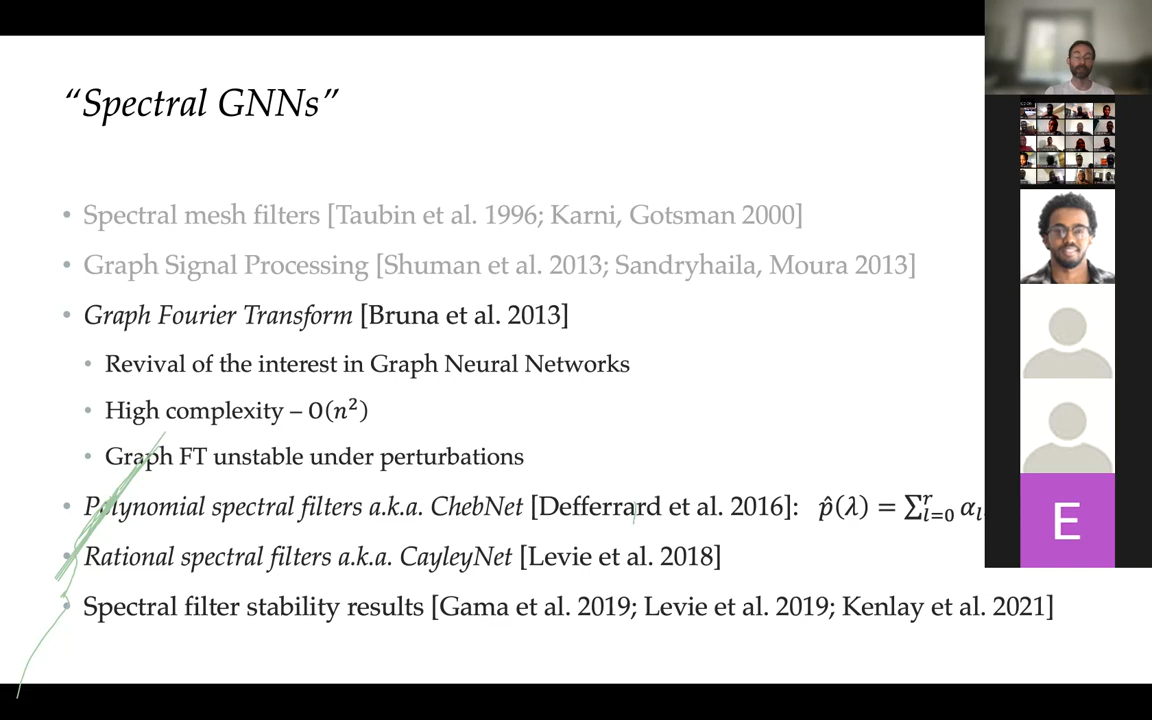 “Spectral GNNs”
• Spectral mesh filters [Taubin et al. 1996; Karni, Gotsman 2000]
• Graph Signal Processing [Shuman et al. 2013; Sandryhaila, Moura 2013]
• Graph Fourier Transform [Bruna et al. 2013]
• Revival of the interest in Graph Neural Networks
• High complexity – O(n²)
• Graph FT unstable under perturbations
• Polynomial spectral filters a.k.a. ChebNet [Defferrard et al. 2016]: p̂(λ) = ∑ʳₗ₌₀ αₗ
• Rational spectral filters a.k.a. CayleyNet [Levie et al. 2018]
• Spectral filter stability results [Gama et al. 2019; Levie et al. 2019; Kenlay et al. 2021]
E